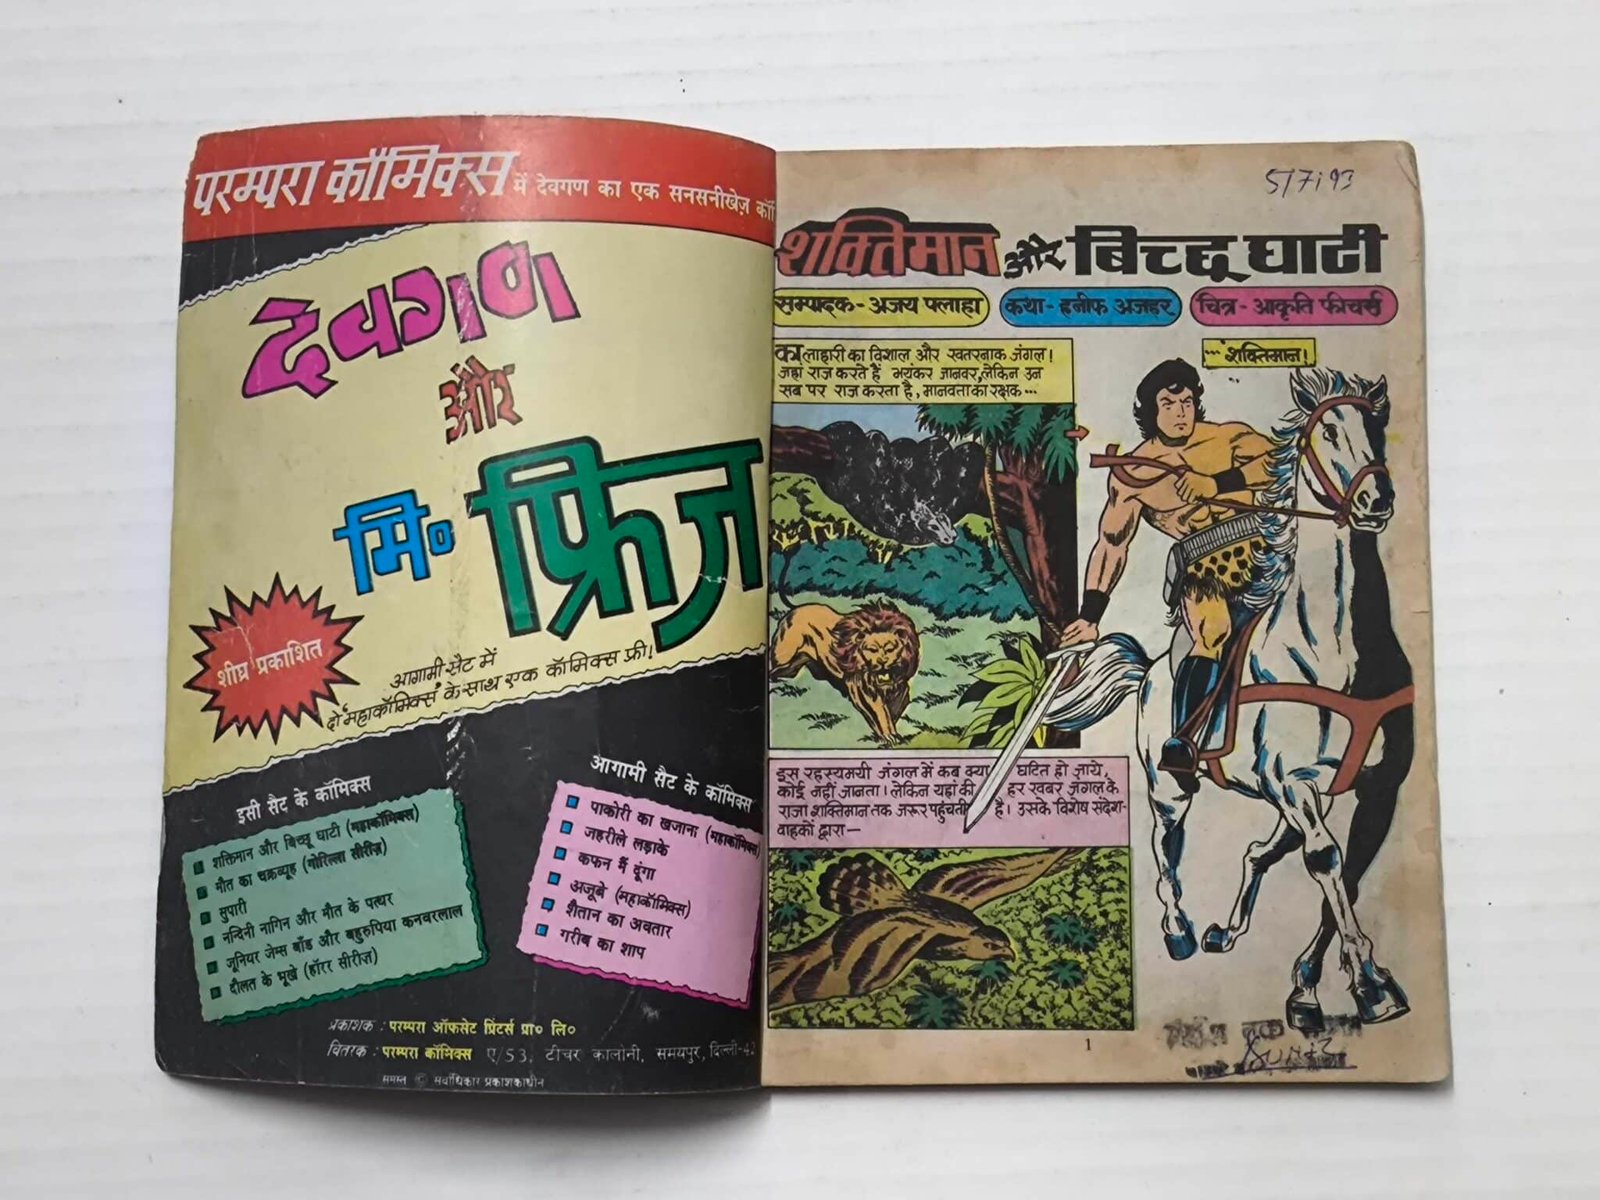 परम्परा कॉमिक्स में देवगण का एक सनसनीखेज़
देवगण
और
मि० फ्रिज
शीघ्र प्रकाशित
आगामी सैट में
दो महाकॉमिक्स के साथ एक कॉमिक्स फ्री!
इसी सैट के कॉमिक्स
शक्तिमान और बिच्छू घाटी (महाकॉमिक्स)
मौत का चक्रव्यूह (गोरिल्ला सीरीज़)
सुपारी
नन्दिनी नागिन और मौत के पत्थर
जूनियर जेम्स बाँड और बहुरुपिया कनवरलाल
दौलत के भूखे (हॉरर सीरीज़)
आगामी सैट के कॉमिक्स
पाकोरी का खजाना (महाकॉमिक्स)
जहरीले लड़ाके
कफन मैं दूंगा
अजूबे (महाकॉमिक्स)
शैतान का अवतार
गरीब का शाप
प्रकाशक : परम्परा ऑफसेट प्रिंटर्स प्रा० लि०
वितरक : परम्परा कॉमिक्स ए/53, टीचर कालोनी, समयपुर, दिल्ली-42
समस्त © सर्वाधिकार प्रकाशकाधीन
5/7/93
शक्तिमान और बिच्छू घाटी
सम्पादक- अजय पलाहा
कथा- हनीफ अजहर
चित्र- आकृति फीचर्स
कालाहारी का विशाल और खतरनाक जंगल!
जहां राज करते हैं भयंकर जानवर, लेकिन उन
सब पर राज करता है, मानवता का रक्षक...
...शक्तिमान!
इस रहस्यमयी जंगल में कब क्या घटित हो जाये,
कोई नहीं जानता। लेकिन यहां की हर खबर जंगल के
राजा शक्तिमान तक जरूर पहुंचती है। उसके विशेष संदेश-
वाहकों द्वारा—
1